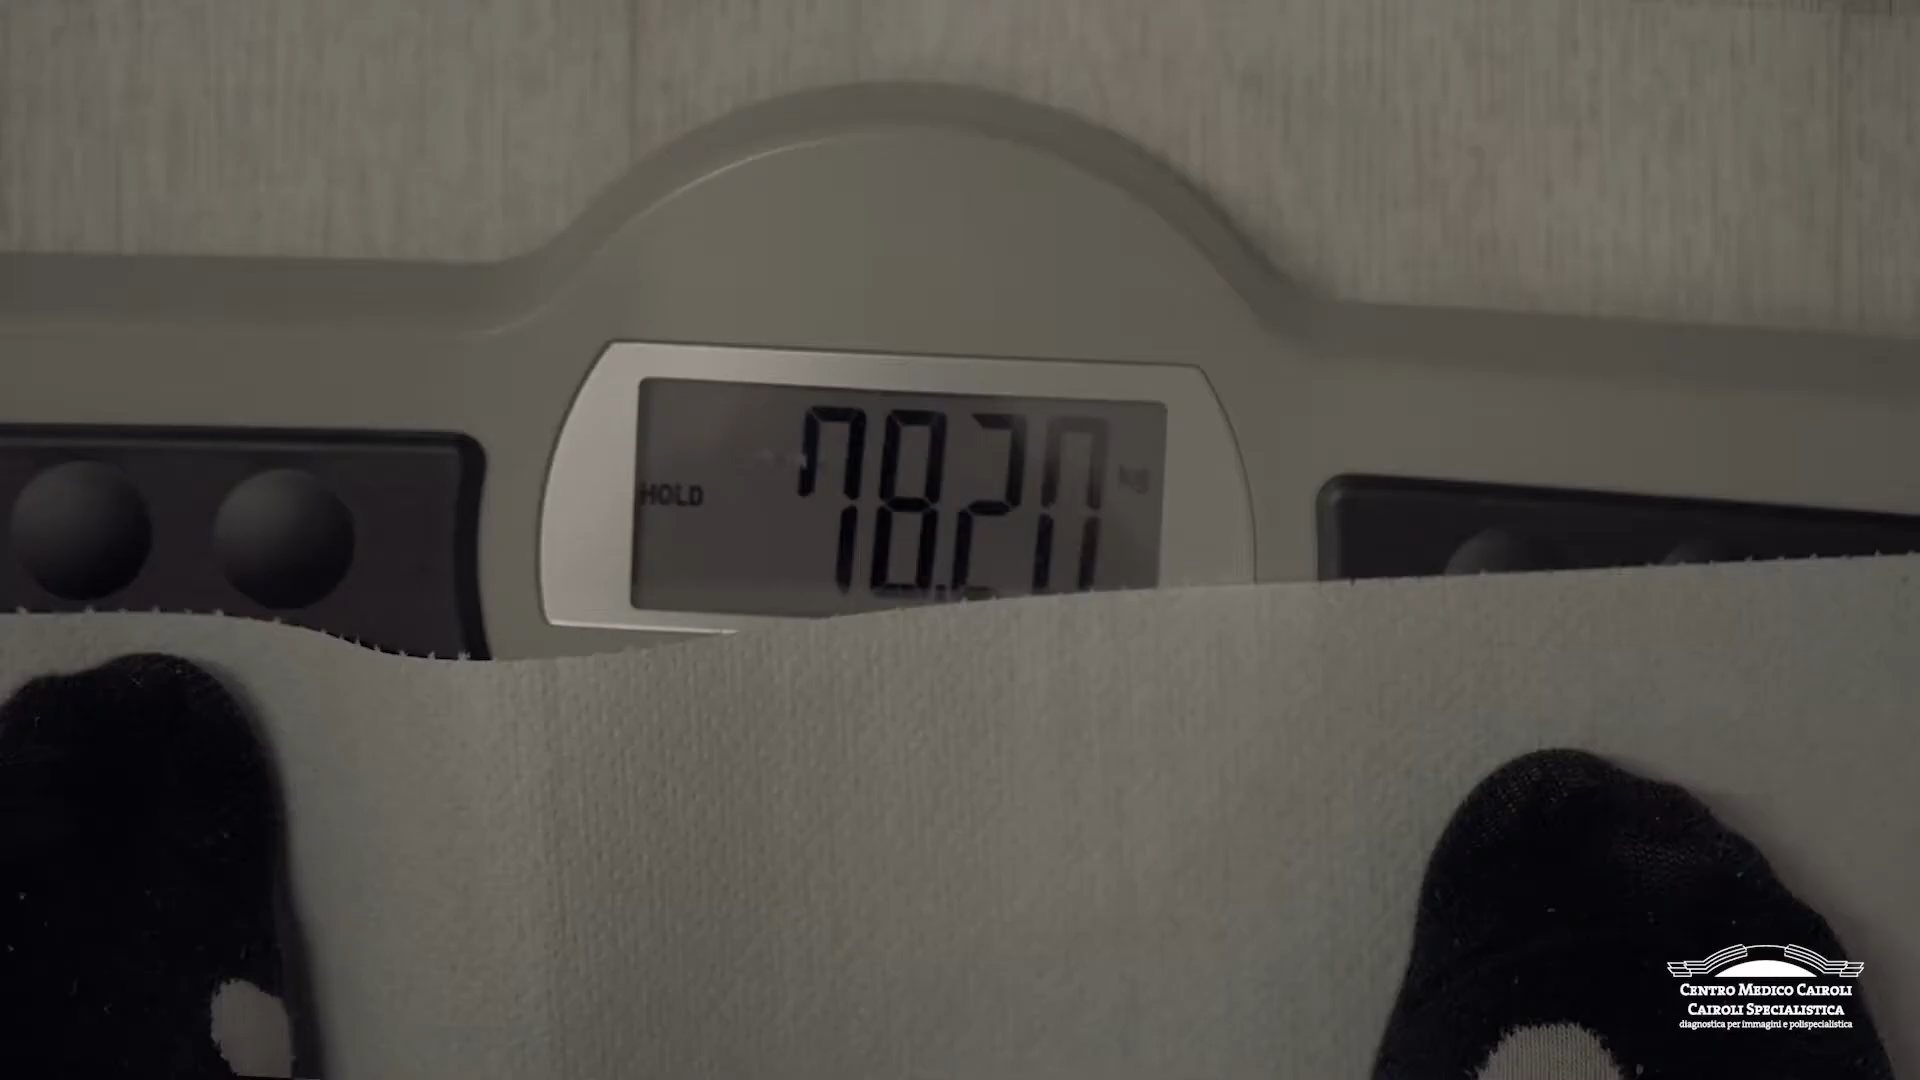 HOLD
78.20
kg
CENTRO MEDICO CAIROLI
CAIROLI SPECIALISTICA
diagnostica per immagini e polispecialistica